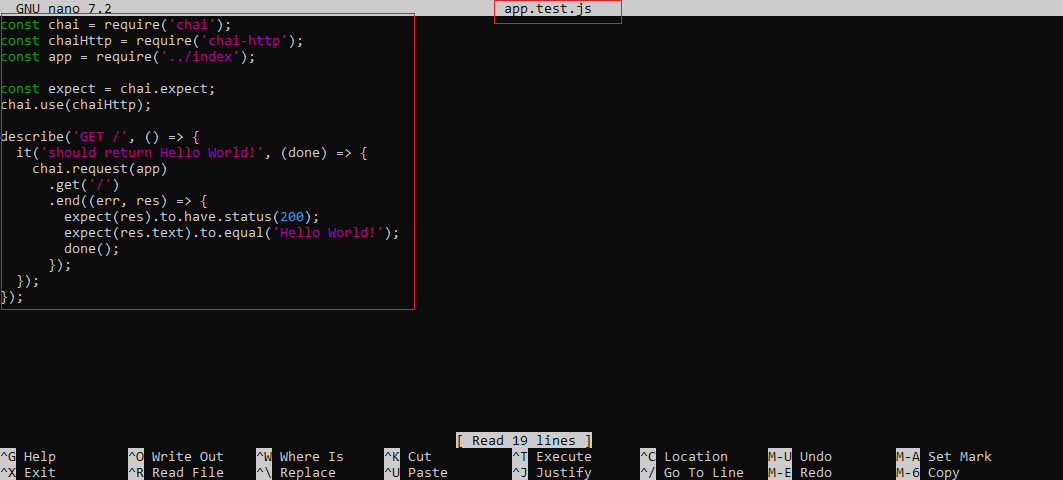 GNU nano 7.2 app.test.js
const chai = require('chai');
const chaiHttp = require('chai-http');
const app = require('../index');

const expect = chai.expect;
chai.use(chaiHttp);

describe('GET /', () => {
  it('should return Hello World!', (done) => {
    chai.request(app)
      .get('/')
      .end((err, res) => {
        expect(res).to.have.status(200);
        expect(res.text).to.equal('Hello World!');
        done();
      });
  });
});
[ Read 19 lines ]
^G Help ^O Write Out ^W Where Is ^K Cut ^T Execute ^C Location M-U Undo M-A Set Mark
^X Exit ^R Read File ^\ Replace ^U Paste ^J Justify ^/ Go To Line M-E Redo M-6 Copy